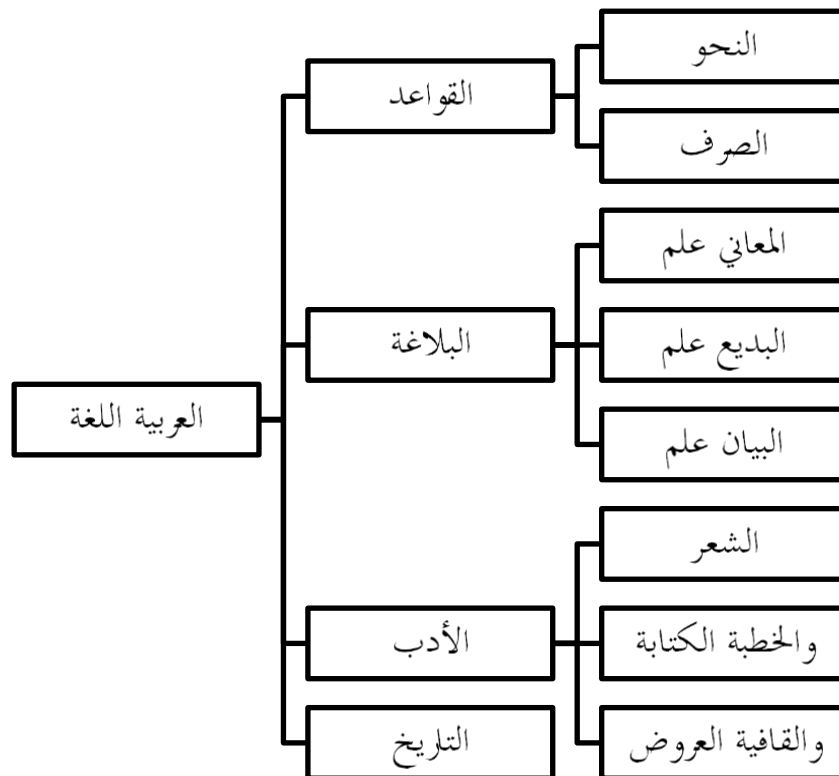 العربية اللغة
القواعد
النحو
الصرف
البلاغة
المعاني علم
البديع علم
البيان علم
الأدب
الشعر
والخطبة الكتابة
والقافية العروض
التاريخ